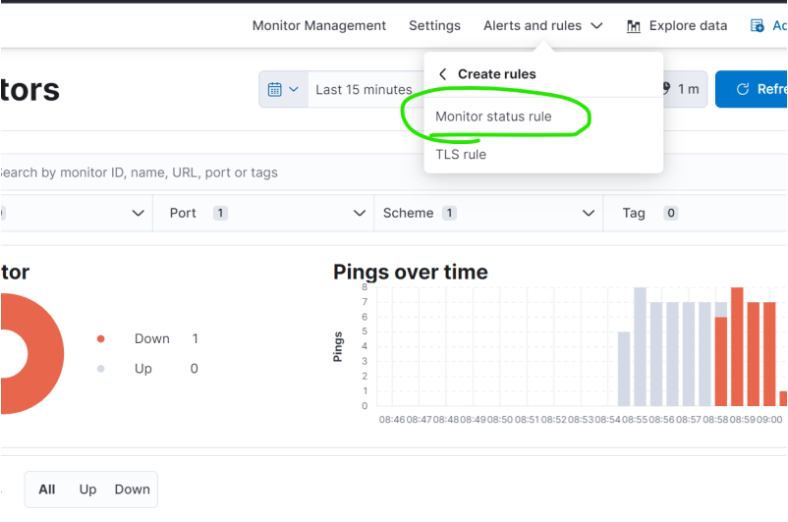 Monitor Management Settings Alerts and rules Explore data Ad
tors
Last 15 minutes
1 m
Refre
Create rules
Monitor status rule
TLS rule
Search by monitor ID, name, URL, port or tags
Port 1
Scheme 1
Tag 0
tor
Down 1
Up 0
Pings over time
Pings
8
7
6
5
4
3
2
1
0
08:46 08:47 08:48 08:49 08:50 08:51 08:52 08:53 08:54 08:55 08:56 08:57 08:58 08:59 09:00
All Up Down